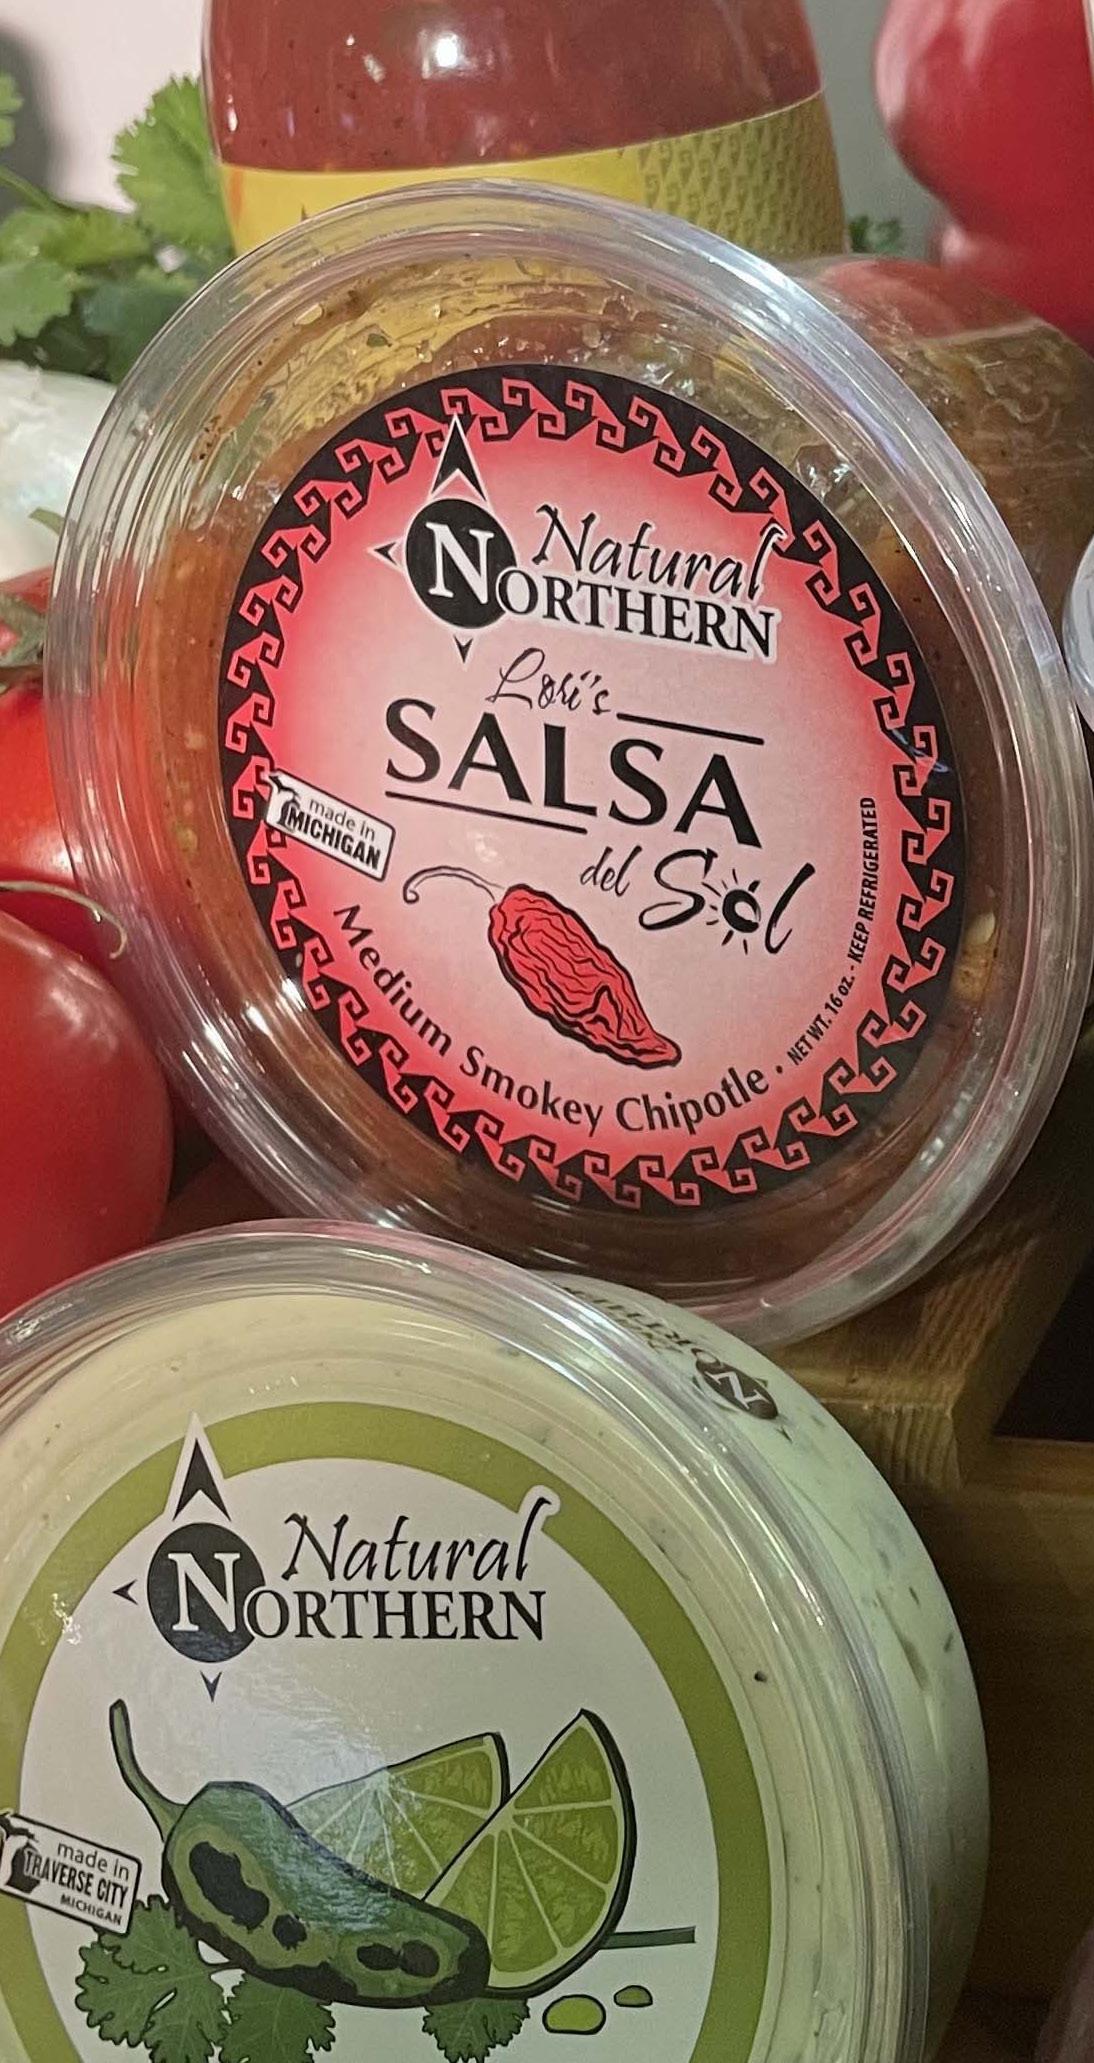 Natural
NORTHERN
Lori's
SALSA
del Sol
made in
MICHIGAN
Medium Smokey Chipotle • NET WT. 16 oz. - KEEP REFRIGERATED
Natural
NORTHERN
made in
TRAVERSE CITY
MICHIGAN